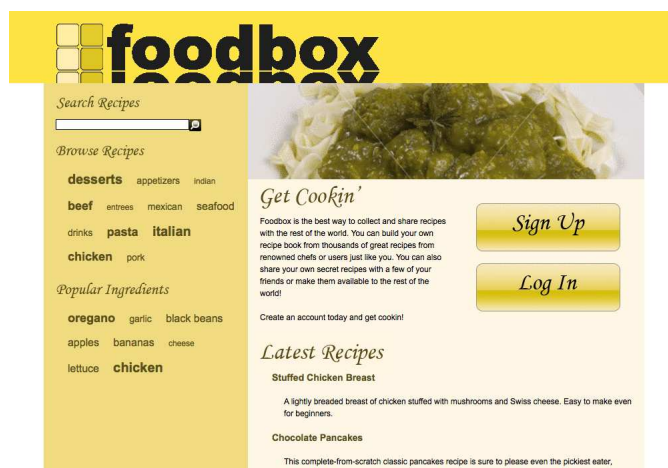 foodbox
Search Recipes
Browse Recipes
desserts appetizers indian
beef entrees mexican seafood
drinks pasta italian
chicken pork
Popular Ingredients
oregano garlic black beans
apples bananas cheese
lettuce chicken
Get Cookin'
Foodbox is the best way to collect and share recipes
with the rest of the world. You can build your own
recipe book from thousands of great recipes from
renowned chefs or users just like you. You can also
share your own secret recipes with a few of your
friends or make them available to the rest of the
world!
Create an account today and get cookin!
Sign Up
Log In
Latest Recipes
Stuffed Chicken Breast
A lightly breaded breast of chicken stuffed with mushrooms and Swiss cheese. Easy to make even
for beginners.
Chocolate Pancakes
This complete-from-scratch classic pancakes recipe is sure to please even the pickiest eater,